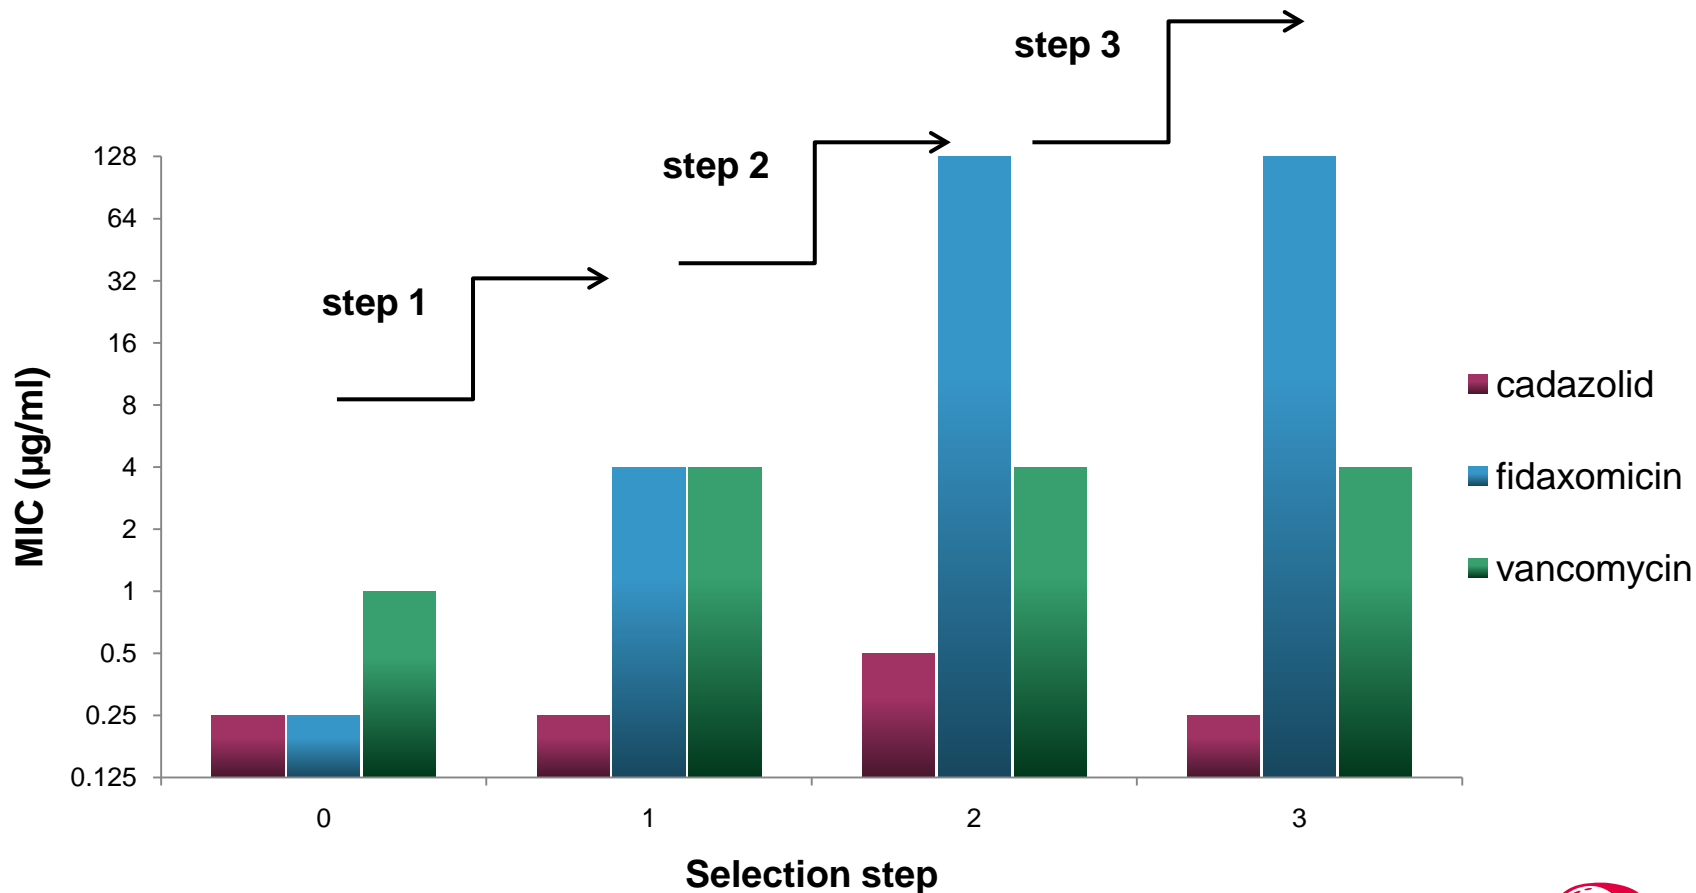 step 3
step 2
step 1
128
64
32
16
8
4
2
1
0.5
0.25
0.125
MIC (µg/ml)
cadazolid
fidaxomicin
vancomycin
0 1 2 3
Selection step